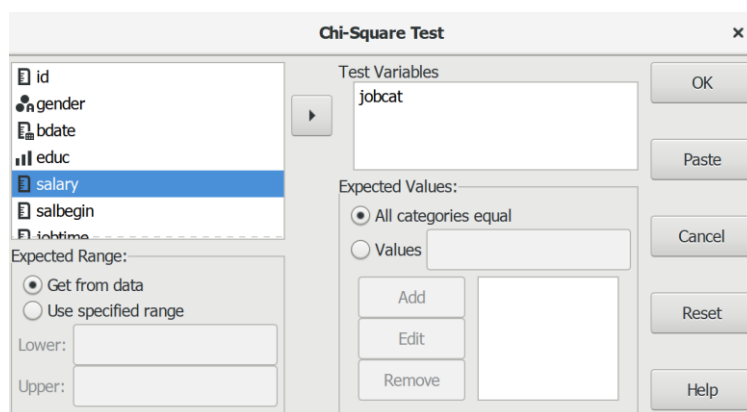 Chi-Square Test
id
gender
bdate
educ
salary
salbegin
jobtime
Expected Range:
Get from data
Use specified range
Lower:
Upper:
Test Variables
jobcat
Expected Values:
All categories equal
Values
Add
Edit
Remove
OK
Paste
Cancel
Reset
Help